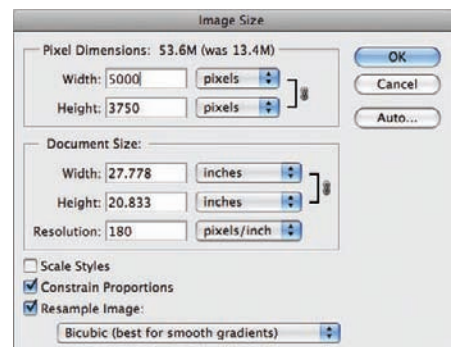 Image Size
Pixel Dimensions: 53.6M (was 13.4M)
Width: 5000 pixels
Height: 3750 pixels
Document Size:
Width: 27.778 inches
Height: 20.833 inches
Resolution: 180 pixels/inch
Scale Styles
Constrain Proportions
Resample Image:
Bicubic (best for smooth gradients)
OK
Cancel
Auto...